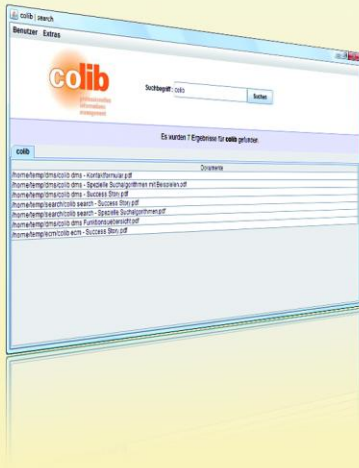 colib | search
Benutzer Extras
colib
professionelles
informations
management
Suchbegriff: colib Suchen
Es wurden 7 Ergebnisse für colib gefunden.
colib
Dokumente
/home/temp/dms/colib dms - Kontaktformular.pdf
/home/temp/dms/colib dms - Spezielle Suchalgorithmen mit Beispielen.pdf
/home/temp/dms/colib dms - Success Story.pdf
/home/temp/search/colib search - Success Story.pdf
/home/temp/search/colib search - Spezielle Suchalgorithmen.pdf
/home/temp/dms/colib dms Funktionsuebersicht.pdf
/home/temp/ecm/colib ecm - Success Story.pdf